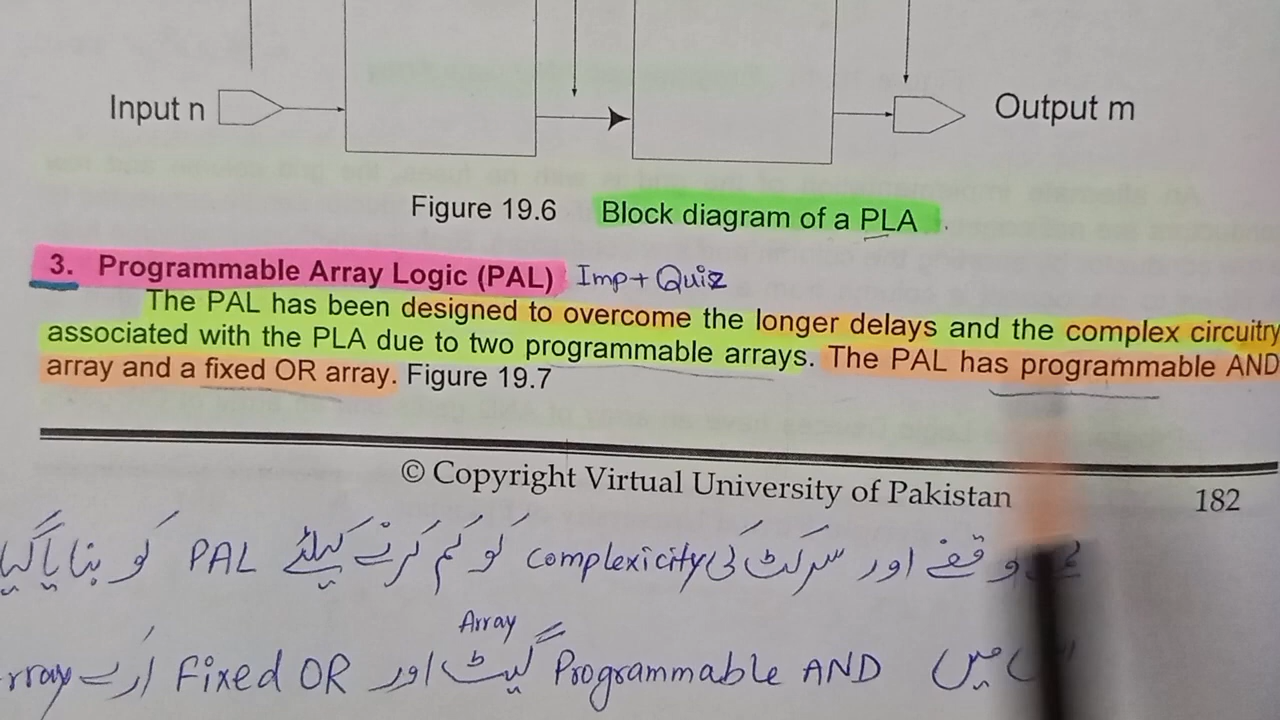 Input n
Output m
Figure 19.6 Block diagram of a PLA
3. Programmable Array Logic (PAL) Imp + Quiz
The PAL has been designed to overcome the longer delays and the complex circuitry
associated with the PLA due to two programmable arrays. The PAL has programmable AND
array and a fixed OR array. Figure 19.7
© Copyright Virtual University of Pakistan
182
وقفے اور سرکٹ کی complexicity کو کم کرنے کیلئے PAL کو بنایا گیا
Array
میں Programmable AND گیٹ اور Fixed OR ارے rray